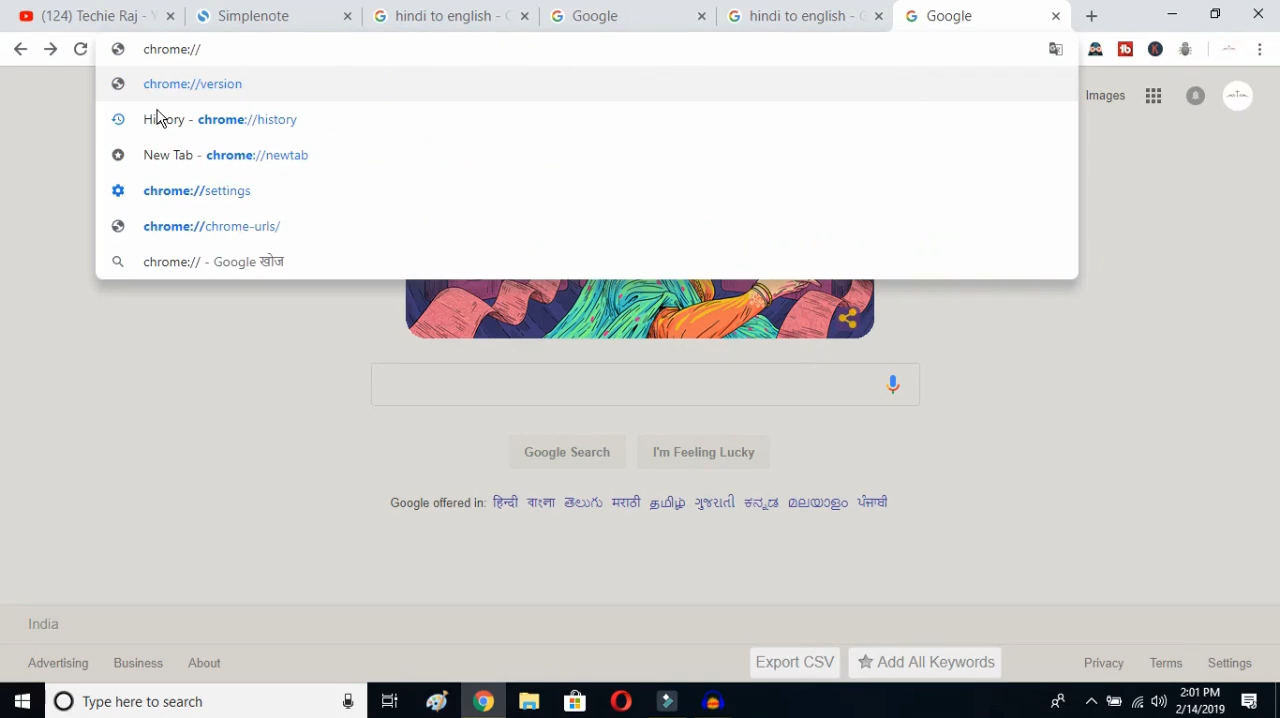 (124) Techie Raj - Y
Simplenote
hindi to english - G
Google
hindi to english - G
Google
chrome://
chrome://version
History - chrome://history
New Tab - chrome://newtab
chrome://settings
chrome://chrome-urls/
chrome:// - Google खोज
Images
Google Search
I'm Feeling Lucky
Google offered in: हिन्दी বাংলা తెలుగు मराठी தமிழ் ગુજરાતી ಕನ್ನಡ മലയാളം ਪੰਜਾਬੀ
India
Advertising Business About
Export CSV
Add All Keywords
Privacy Terms Settings
Type here to search
2:01 PM
2/14/2019